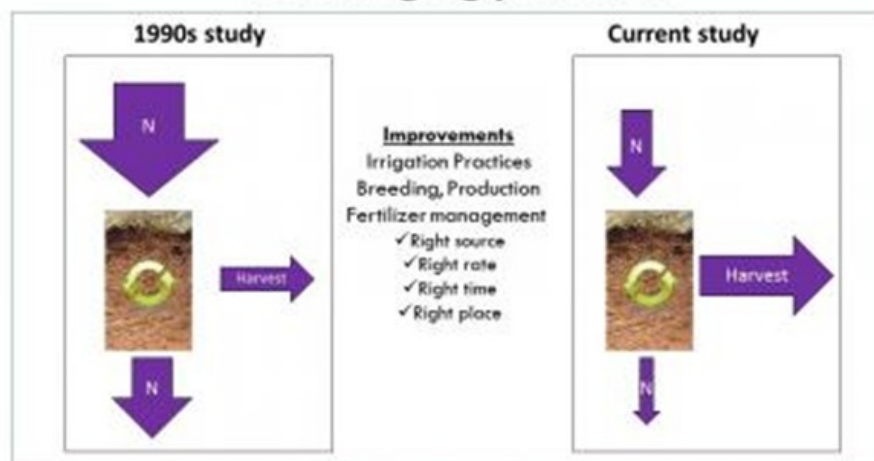 1990s study
N
Harvest
N
Improvements
Irrigation Practices
Breeding, Production
Fertilizer management
✓Right source
✓Right rate
✓Right time
✓Right place
Current study
N
Harvest
N